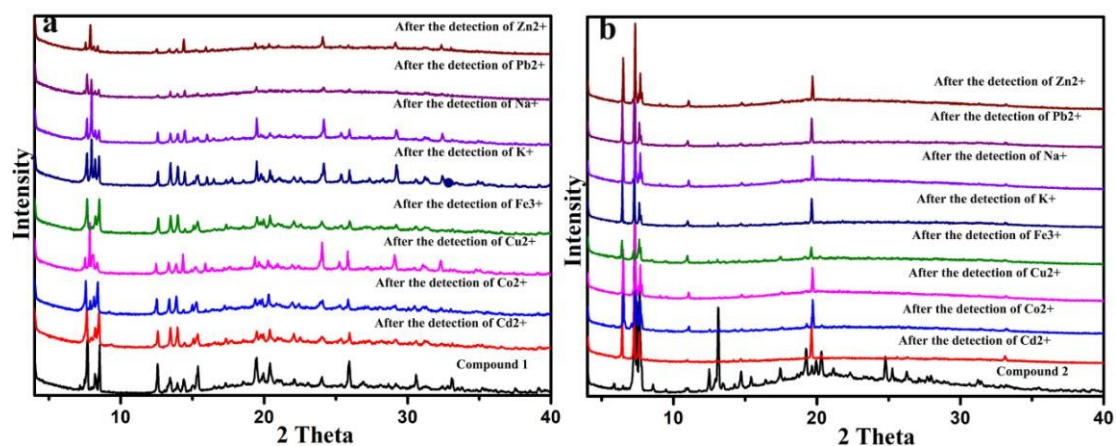 a
After the detection of Zn2+
After the detection of Pb2+
After the detection of Na+
After the detection of K+
After the detection of Fe3+
After the detection of Cu2+
After the detection of Co2+
After the detection of Cd2+
Compound 1
Intensity
10
20
30
40
2 Theta
b
After the detection of Zn2+
After the detection of Pb2+
After the detection of Na+
After the detection of K+
After the detection of Fe3+
After the detection of Cu2+
After the detection of Co2+
After the detection of Cd2+
Compound 2
Intensity
10
20
30
40
2 Theta